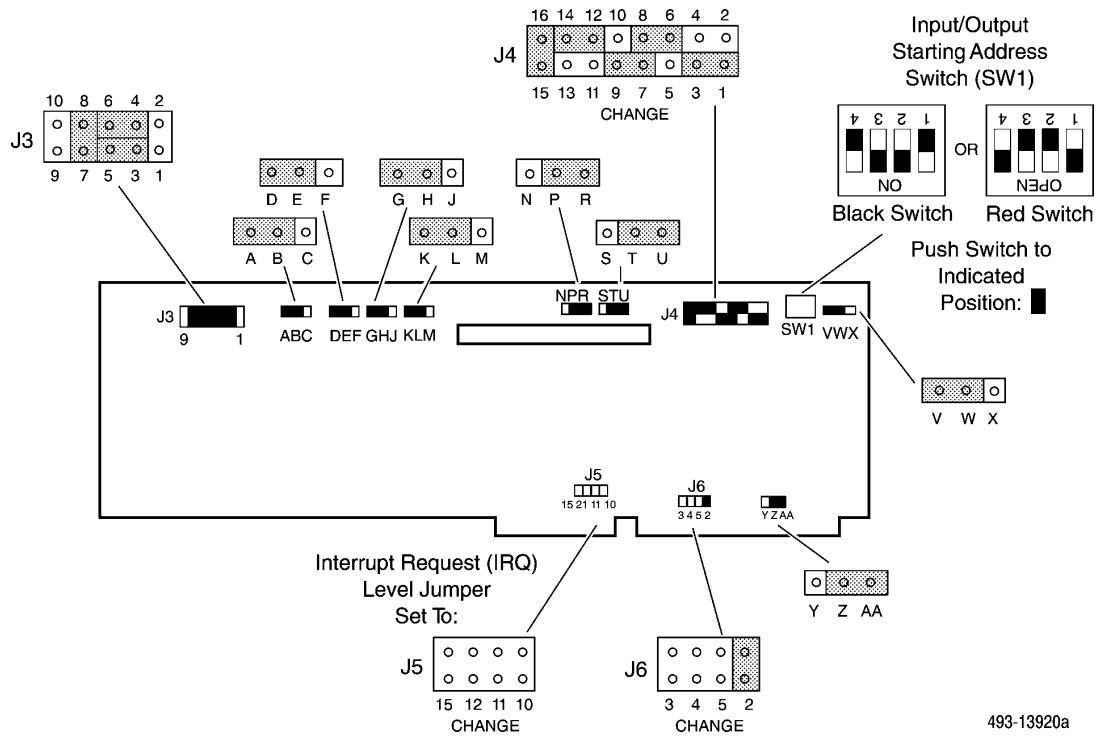 16 14 12 10 8 6 4 2
J4
15 13 11 9 7 5 3 1
CHANGE
Input/Output
Starting Address
Switch (SW1)
4 3 2 1
NO
OR
4 3 2 1
OPEN
Black Switch
Red Switch
Push Switch to
Indicated
Position:
10 8 6 4 2
J3
9 7 5 3 1
D E F
G H J
N P R
A B C
K L M
S T U
J3
9 1
ABC
DEF
GHJ
KLM
NPR
STU
J4
SW1
VWX
V W X
J5
15 21 11 10
J6
3 4 5 2
Y Z AA
Interrupt Request (IRQ)
Level Jumper
Set To:
Y Z AA
J5
15 12 11 10
CHANGE
J6
3 4 5 2
CHANGE
493-13920a